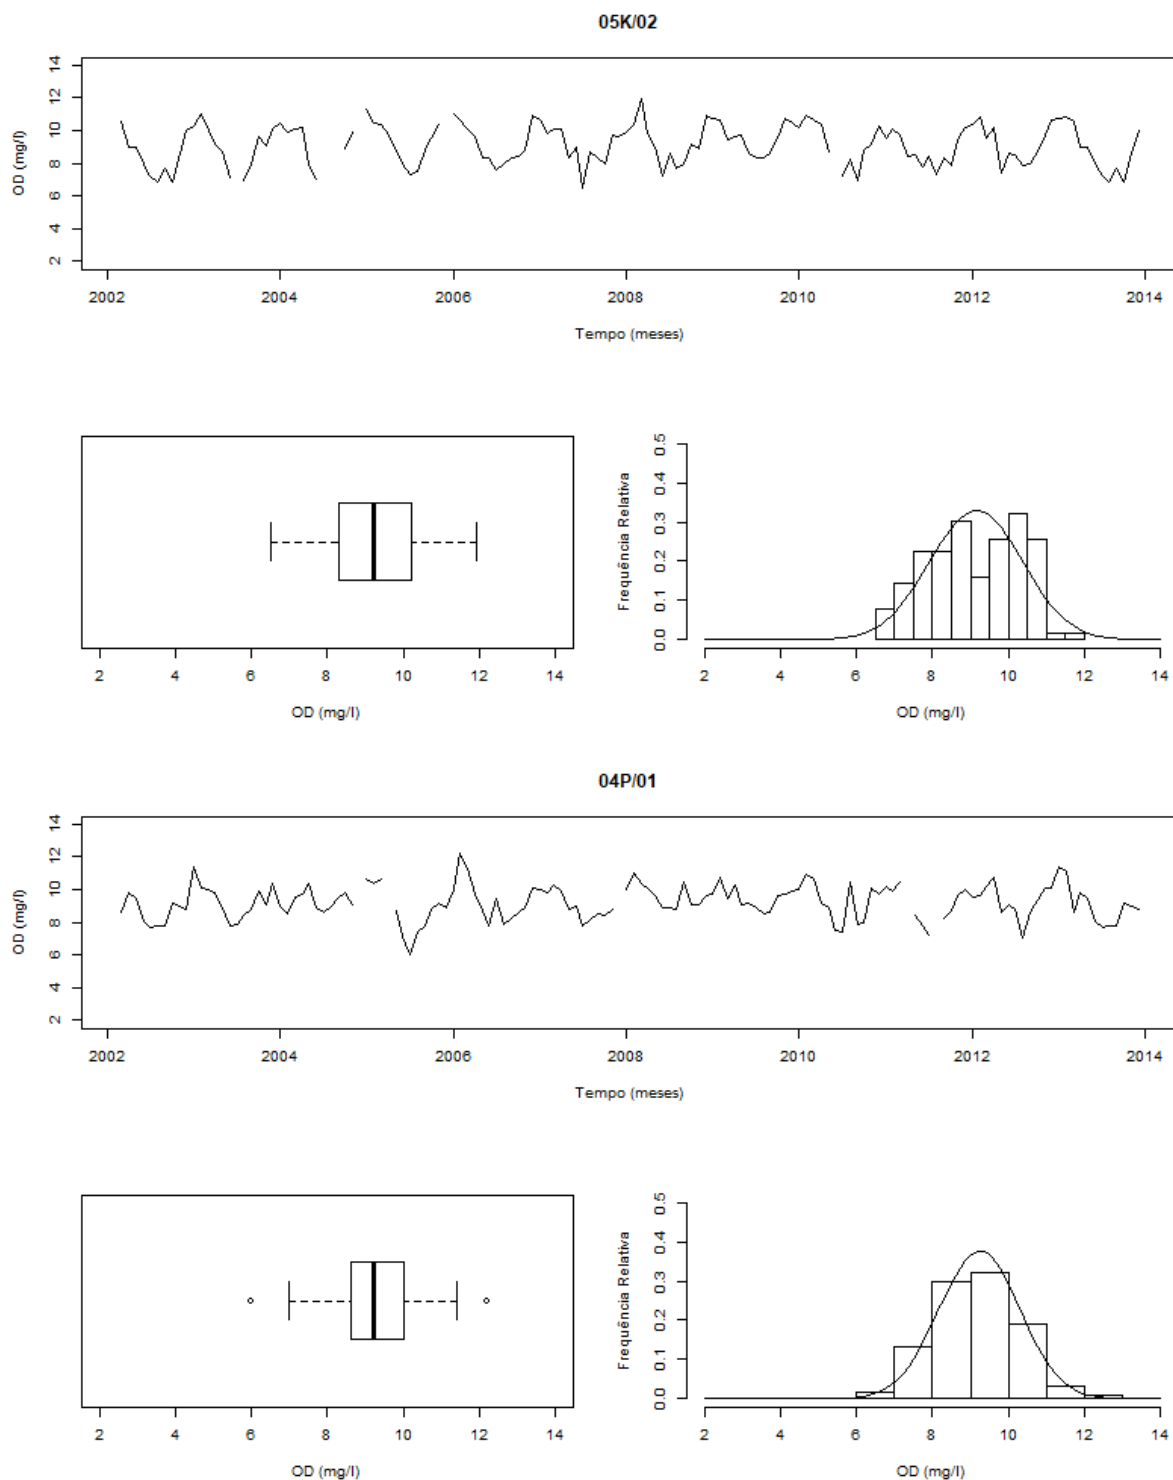 05K/02
OD (mg/l)
14
12
10
8
6
4
2
2002 2004 2006 2008 2010 2012 2014
Tempo (meses)
2 4 6 8 10 12 14
OD (mg/l)
Frequência Relativa
0.5
0.4
0.3
0.2
0.1
0.0
2 4 6 8 10 12 14
OD (mg/l)
04P/01
OD (mg/l)
14
12
10
8
6
4
2
2002 2004 2006 2008 2010 2012 2014
Tempo (meses)
2 4 6 8 10 12 14
OD (mg/l)
Frequência Relativa
0.5
0.4
0.3
0.2
0.1
0.0
2 4 6 8 10 12 14
OD (mg/l)